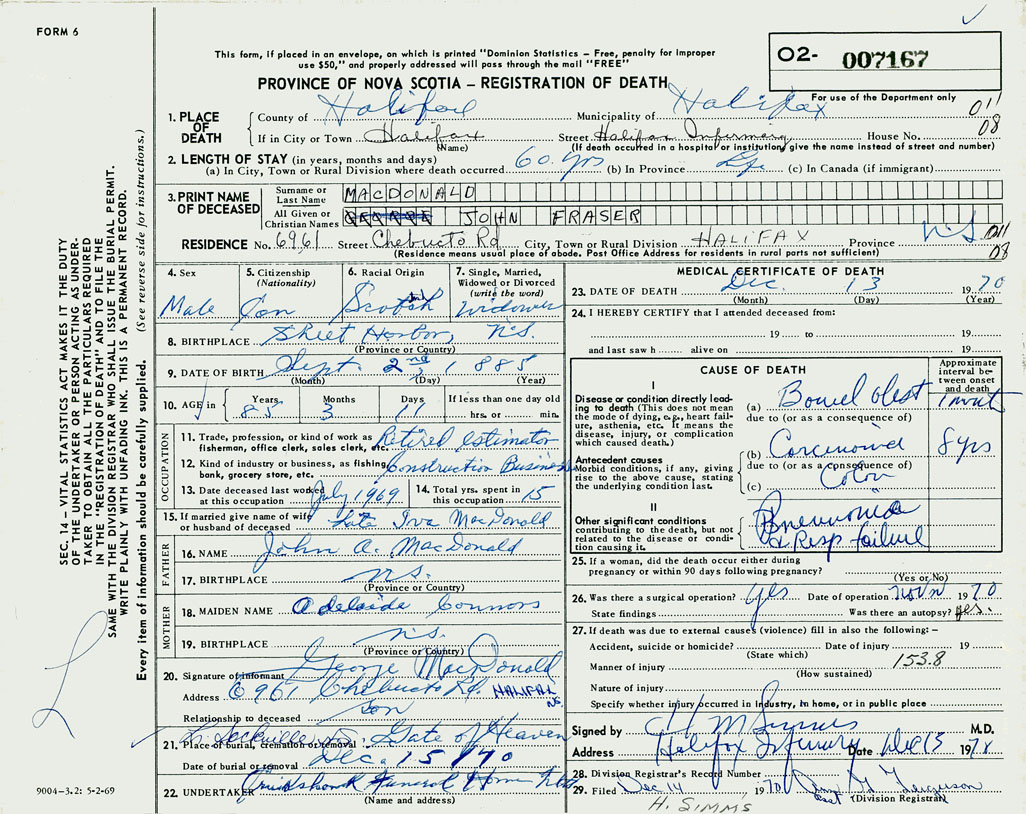 FORM 6
This form, if placed in an envelope, on which is printed "Dominion Statistics – Free, penalty for improper
use $50," and properly addressed will pass through the mail "FREE"
O2- 007167
PROVINCE OF NOVA SCOTIA – REGISTRATION OF DEATH
For use of the Department only
1. PLACE OF DEATH
County of Halifax Municipality of Halifax 011
If in City or Town Halifax Street Halifax Infirmary House No. 08
(Name) (If death occurred in a hospital or institution, give the name instead of street and number)
2. LENGTH OF STAY (in years, months and days)
(a) In City, Town or Rural Division where death occurred 60 yrs (b) In Province Life (c) In Canada (if immigrant)
3. PRINT NAME OF DECEASED
Surname or Last Name MACDONALD
All Given or Christian Names GEORGE JOHN FRASER
RESIDENCE No. 6961 Street Chebucto Rd City, Town or Rural Division HALIFAX Province N.S. 011
(Residence means usual place of abode. Post Office Address for residents in rural parts not sufficient) 08
4. Sex
Male
5. Citizenship (Nationality)
Can
6. Racial Origin
Scotch
7. Single, Married, Widowed or Divorced (write the word)
Widower
8. BIRTHPLACE Sheet Harbor, N.S.
(Province or Country)
9. DATE OF BIRTH Sept. 2nd 1885
(Month) (Day) (Year)
10. AGE in Years 85 Months 3 Days 11 If less than one day old
hrs. or min.
OCCUPATION
11. Trade, profession, or kind of work as fisherman, office clerk, sales clerk, etc. Retired estimator
12. Kind of industry or business, as fishing, bank, grocery store, etc. Construction Business
13. Date deceased last worked at this occupation July 1969
14. Total yrs. spent in this occupation 15
15. If married give name of wife or husband of deceased Late Iva MacDonald
FATHER
16. NAME John A. MacDonald
17. BIRTHPLACE N.S.
(Province or Country)
MOTHER
18. MAIDEN NAME Adelaide Connors
19. BIRTHPLACE N.S.
(Province or Country)
20. Signature of informant George MacDonald
Address 6961 Chebucto Rd. HALIFAX NS.
Relationship to deceased son
21. Place of burial, cremation or removal Sackville Gate of Heaven
Date of burial or removal Dec. 15 / 70
22. UNDERTAKER Cruikshank Funeral Home
(Name and address)
MEDICAL CERTIFICATE OF DEATH
23. DATE OF DEATH Dec. 13 1970
(Month) (Day) (Year)
24. I HEREBY CERTIFY that I attended deceased from:
19 to 19
and last saw h alive on 19
CAUSE OF DEATH
Approximate interval between onset and death
I
Disease or condition directly leading to death (This does not mean the mode of dying, e.g., heart failure, asthenia, etc. It means the disease, injury, or complication which caused death.)
(a) Bowel obst
due to (or as a consequence of)
Antecedent causes
Morbid conditions, if any, giving rise to the above cause, stating the underlying condition last.
(b) Carcinoma 8 yrs
due to (or as a consequence of)
(c) Colon
II
Other significant conditions contributing to the death, but not related to the disease or condition causing it.
Pneumonia
& Resp failure
25. If a woman, did the death occur either during pregnancy or within 90 days following pregnancy?
(Yes or No)
26. Was there a surgical operation? Yes Date of operation Nov 1970
State findings Was there an autopsy? Yes.
27. If death was due to external causes (violence) fill in also the following: –
Accident, suicide or homicide? Date of injury 19
(State which)
Manner of injury 153.8
(How sustained)
Nature of injury
Specify whether injury occurred in industry, in home, or in public place
Signed by C H M Simms M.D.
Address Halifax Infirmary Date Dec 13 197
28. Division Registrar's Record Number
29. Filed Dec 14 1970 Ferguson
(Division Registrar)
H. SIMMS
SEC. 14 – VITAL STATISTICS ACT MAKES IT THE DUTY
OF THE UNDERTAKER OR PERSON ACTING AS UNDER-
TAKER TO OBTAIN ALL THE PARTICULARS REQUIRED
IN THE "REGISTRATION OF DEATH" AND TO FILE THE
SAME WITH THE DIVISION REGISTRAR WHO SHALL ISSUE THE BURIAL PERMIT.
WRITE PLAINLY WITH UNFADING INK. THIS IS A PERMANENT RECORD.
Every item of information should be carefully supplied. (See reverse side for instructions.)
9004-3.2: 5-2-69